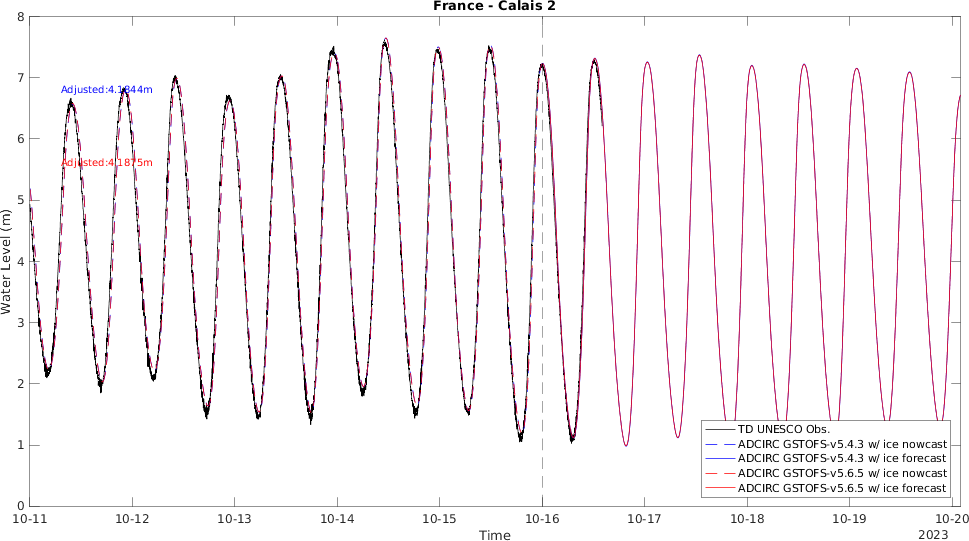 France - Calais 2
8
7
6
5
4
3
2
1
0
Water Level (m)
Adjusted:4.1844m
Adjusted:4.1875m
TD UNESCO Obs.
ADCIRC GSTOFS-v5.4.3 w/ ice nowcast
ADCIRC GSTOFS-v5.4.3 w/ ice forecast
ADCIRC GSTOFS-v5.6.5 w/ ice nowcast
ADCIRC GSTOFS-v5.6.5 w/ ice forecast
10-11 10-12 10-13 10-14 10-15 10-16 10-17 10-18 10-19 10-20
Time
2023